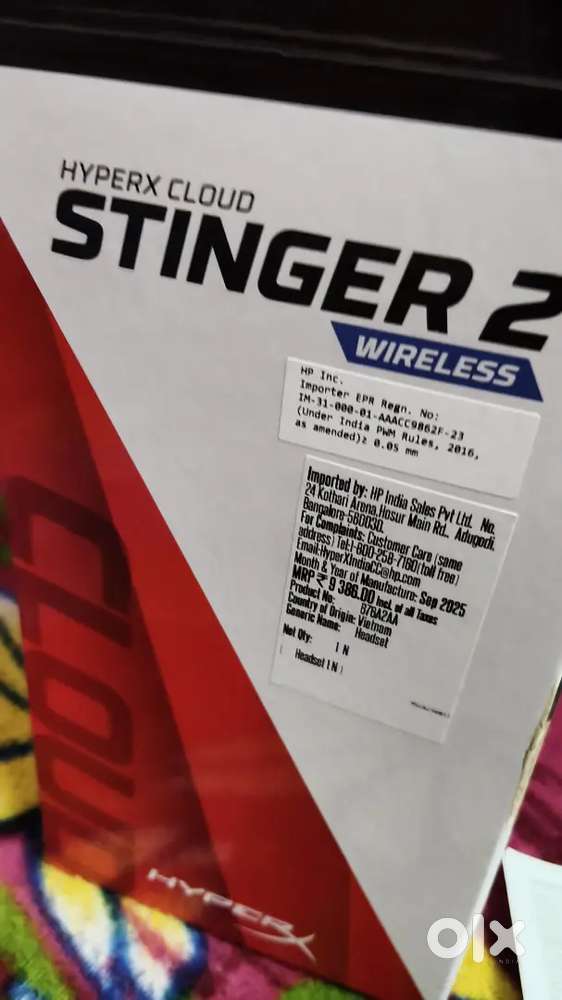 HYPERX CLOUD
STINGER 2
WIRELESS
HP Inc.
Importer EPR Regn. No:
IM-31-000-01-AAACC9862F-23
(Under India PWM Rules, 2016,
as amended)≥ 0.05 mm
Imported by: HP India Sales Pvt Ltd. No.
24 Kothari Arena,Hosur Main Rd., Adugodi,
Bangalore-560030.
For Complaints: Customer Care (same
address) Tel:1-800-258-7160(toll free)
Email:HyperXIndiaCC@hp.com
Month & Year of Manufacture: Sep 2025
MRP ₹ 9 386.00 Incl. of all Taxes
Product No: 676A2AA
Country of Origin: Vietnam
Generic Name: Headset
Net Qty: 1 N
( Headset 1 N )
CLOUD
HYPERX
olx
INDIA